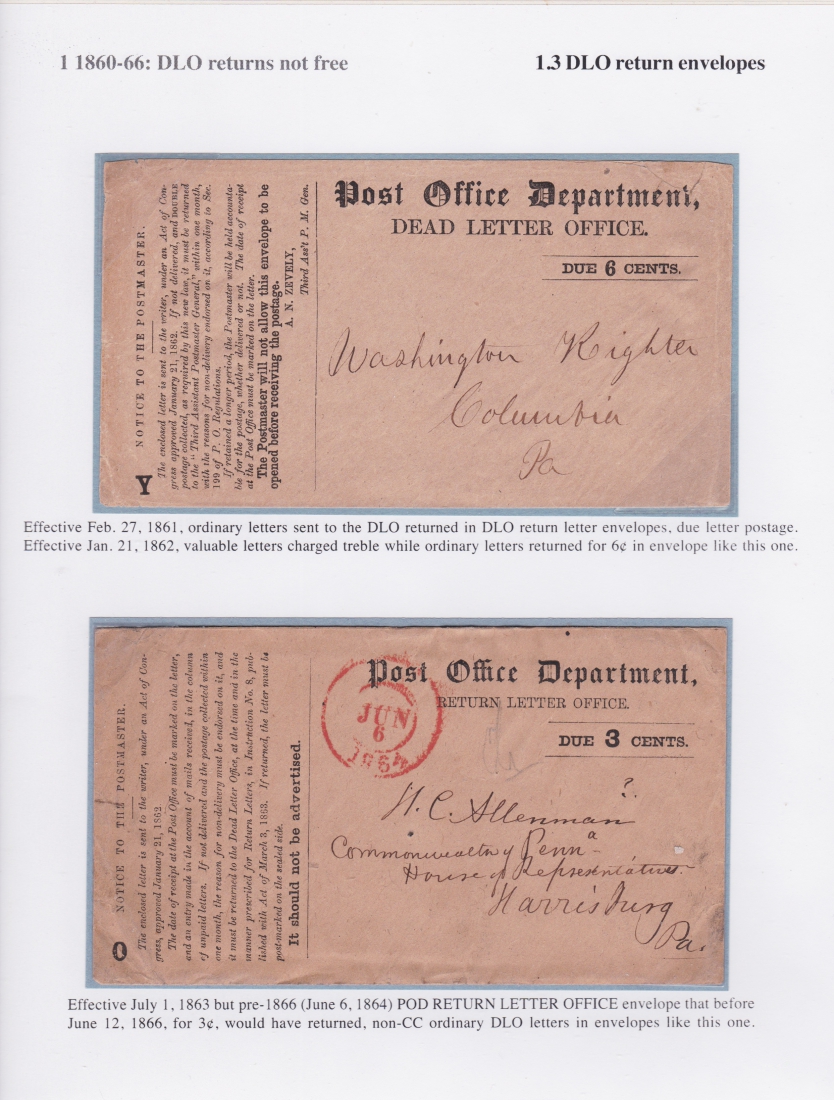 1 1860-66: DLO returns not free
1.3 DLO return envelopes
NOTICE TO THE POSTMASTER.
The enclosed letter is sent to the writer, under an Act of Con-
gress approved January 21, 1862. If not delivered, and DOUBLE
postage collected, as required by this new law, it must be returned
to the "Third Assistant Postmaster General," within one month,
with the reasons for non-delivery endorsed on it, according to Sec.
199 of P. O. Regulations.
If retained a longer period, the Postmaster will be held accounta-
ble for the postage, whether delivered or not. The date of receipt
at the Post Office must be marked on the letter.
The Postmaster will not allow this envelope to be
opened before receiving the postage.
A. N. ZEVELY,
Third Ass't P. M. Gen.
Y
Post Office Department,
DEAD LETTER OFFICE.
DUE 6 CENTS.
Washington Righter
Columbia
Pa
Effective Feb. 27, 1861, ordinary letters sent to the DLO returned in DLO return letter envelopes, due letter postage.
Effective Jan. 21, 1862, valuable letters charged treble while ordinary letters returned for 6¢ in envelope like this one.
NOTICE TO THE POSTMASTER.
The enclosed letter is sent to the writer, under an Act of Con-
gress, approved January 21, 1862
The date of receipt at the Post Office must be marked on the letter,
and an entry made in the account of mails received, in the column
of unpaid letters. If not delivered and the postage collected within
one month, the reason for non-delivery must be endorsed on it, and
it must be returned to the Dead Letter Office, at the time and in the
manner prescribed for Return Letters, in Instruction No. 8, pub-
lished with Act of March 3, 1863. If returned, the letter must be
post-marked on the sealed side.
It should not be advertised.
O
Post Office Department,
RETURN LETTER OFFICE.
DUE 3 CENTS.
JUN
6
1864
H. C. Alleman
?
Commonwealth of Penna
House of Representatives
Harrisburg
Pa.
Effective July 1, 1863 but pre-1866 (June 6, 1864) POD RETURN LETTER OFFICE envelope that before
June 12, 1866, for 3¢, would have returned, non-CC ordinary DLO letters in envelopes like this one.